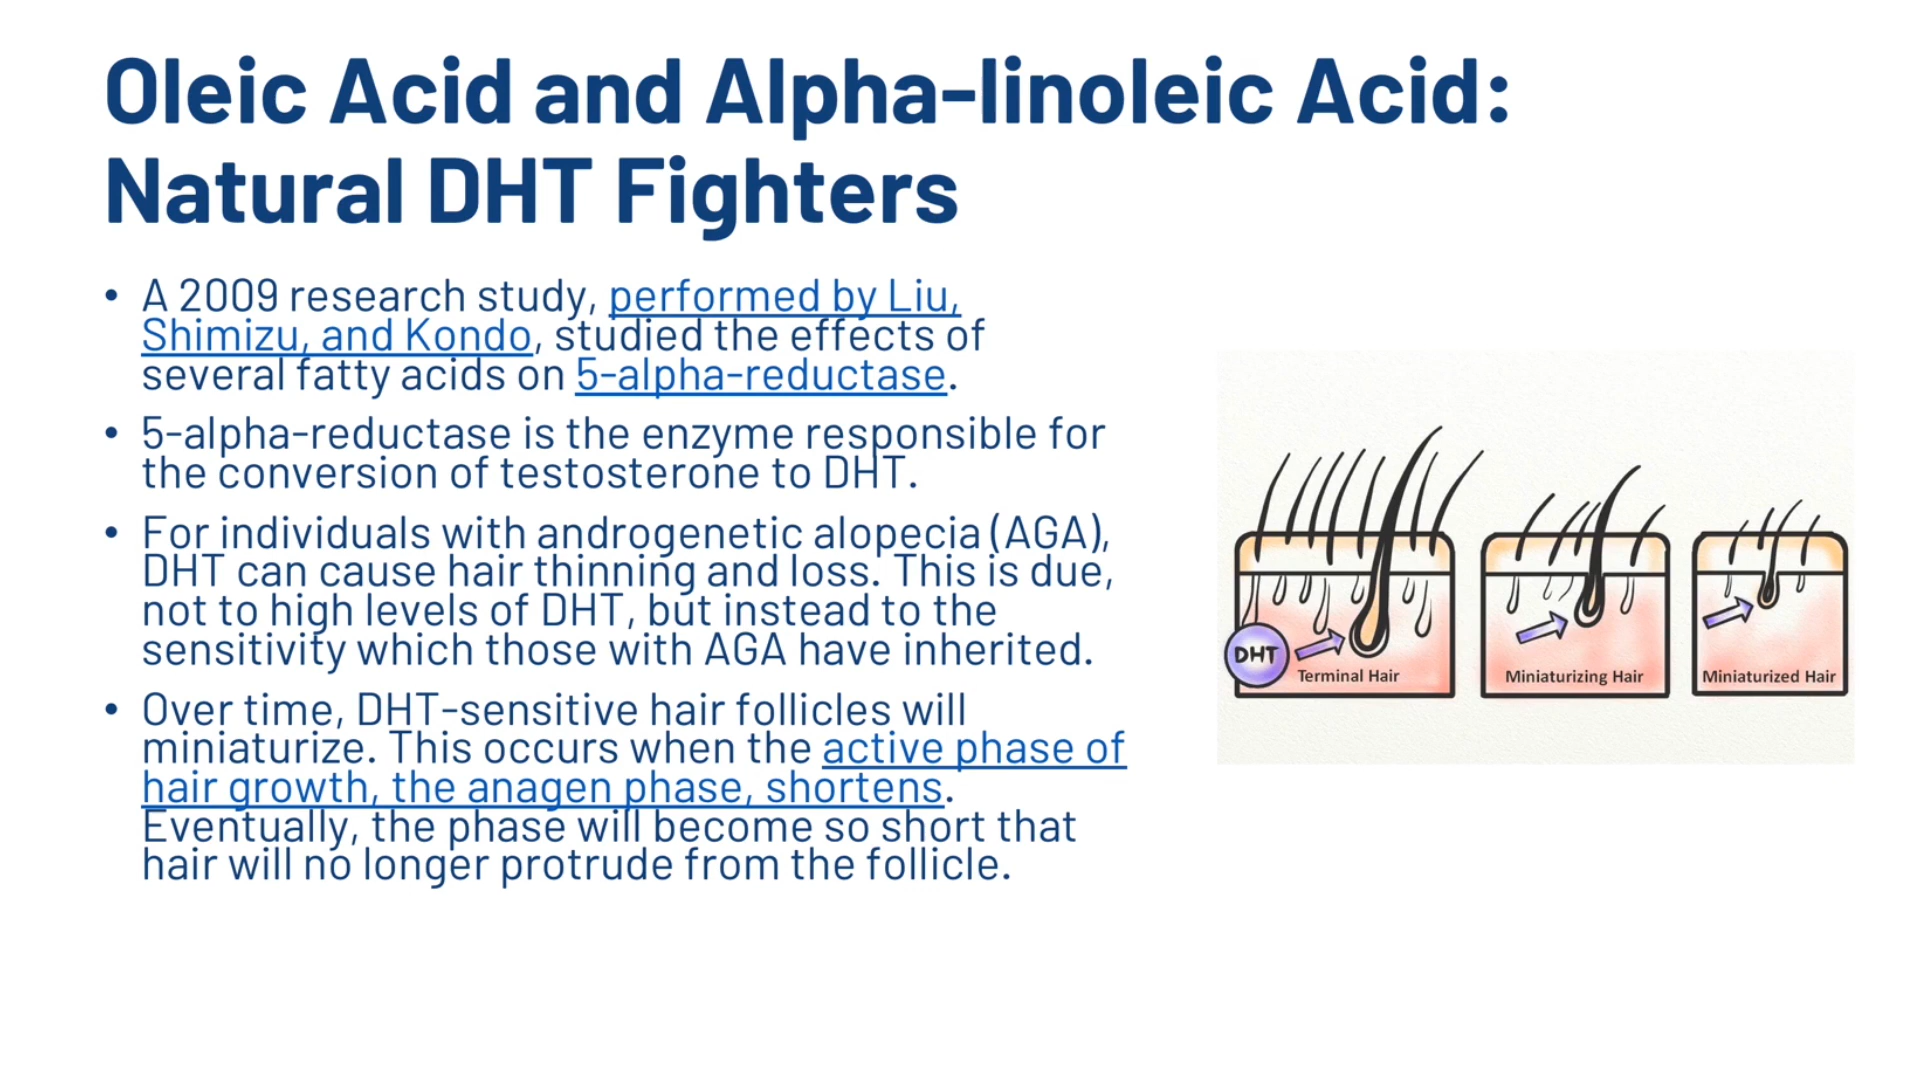 Oleic Acid and Alpha-linoleic Acid:
Natural DHT Fighters
• A 2009 research study, performed by Liu,
Shimizu, and Kondo, studied the effects of
several fatty acids on 5-alpha-reductase.
• 5-alpha-reductase is the enzyme responsible for
the conversion of testosterone to DHT.
• For individuals with androgenetic alopecia (AGA),
DHT can cause hair thinning and loss. This is due,
not to high levels of DHT, but instead to the
sensitivity which those with AGA have inherited.
• Over time, DHT-sensitive hair follicles will
miniaturize. This occurs when the active phase of
hair growth, the anagen phase, shortens.
Eventually, the phase will become so short that
hair will no longer protrude from the follicle.
DHT
Terminal Hair
Miniaturizing Hair
Miniaturized Hair